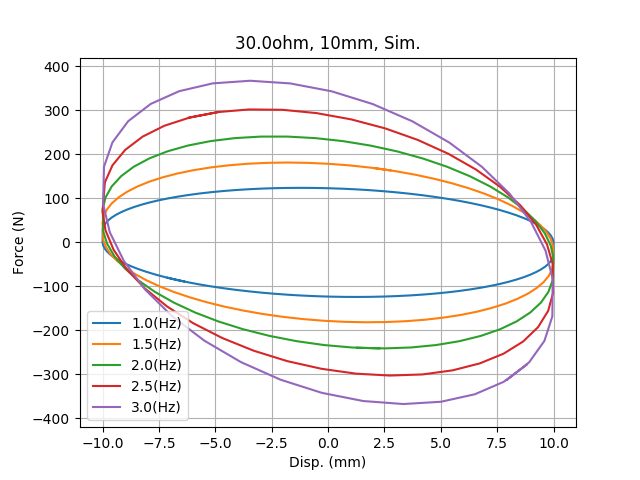 30.0ohm, 10mm, Sim.
400
300
200
100
0
−100
−200
−300
−400
Force (N)
1.0(Hz)
1.5(Hz)
2.0(Hz)
2.5(Hz)
3.0(Hz)
−10.0 −7.5 −5.0 −2.5 0.0 2.5 5.0 7.5 10.0
Disp. (mm)